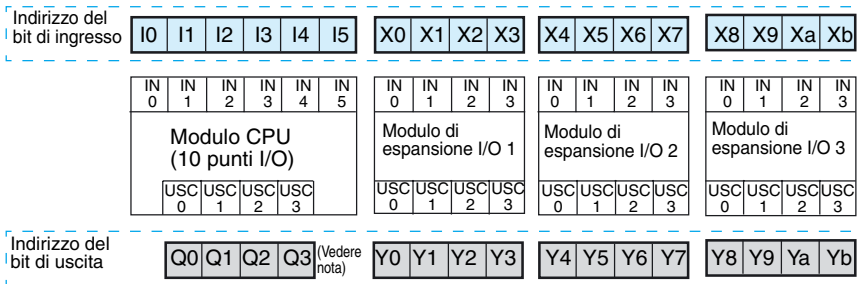 Indirizzo del
bit di ingresso
I0 I1 I2 I3 I4 I5 X0 X1 X2 X3 X4 X5 X6 X7 X8 X9 Xa Xb
IN IN IN IN IN IN IN IN IN IN IN IN IN IN IN IN IN IN
0 1 2 3 4 5 0 1 2 3 0 1 2 3 0 1 2 3
Modulo CPU
(10 punti I/O)
Modulo di
espansione I/O 1
Modulo di
espansione I/O 2
Modulo di
espansione I/O 3
USC USC USC USC USC USC USC USC USC USC USC USC USC USC USC USC
0 1 2 3 0 1 2 3 0 1 2 3 0 1 2 3
Indirizzo del
bit di uscita
Q0 Q1 Q2 Q3 (Vedere
nota) Y0 Y1 Y2 Y3 Y4 Y5 Y6 Y7 Y8 Y9 Ya Yb